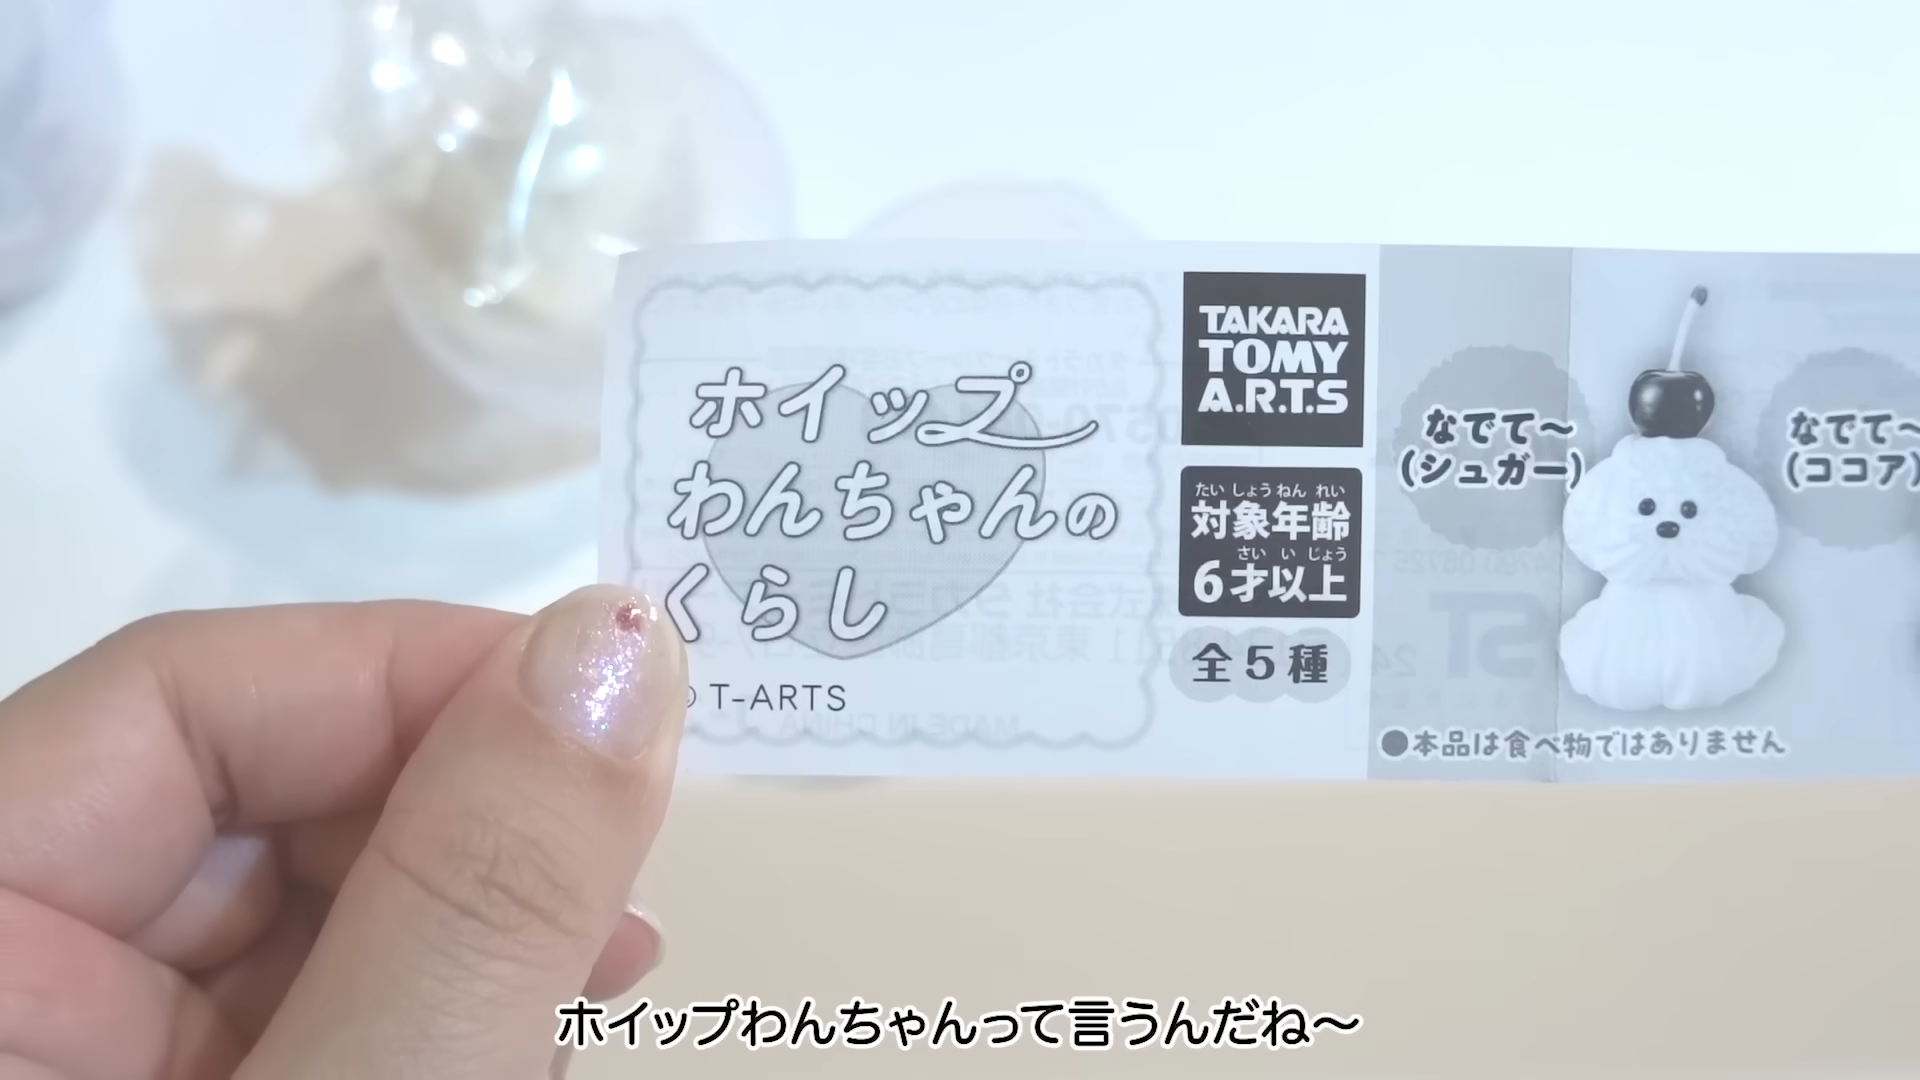 ホイップ
わんちゃんの
くらし
T-ARTS
TAKARA
TOMY
A.R.T.S
たいしょうねんれい
対象年齢
さいいじょう
6才以上
全5種
なでて〜
(シュガー)
なでて〜
(ココア)
●本品は食べ物ではありません
MADE IN CHINA
ホイップわんちゃんって言うんだね〜